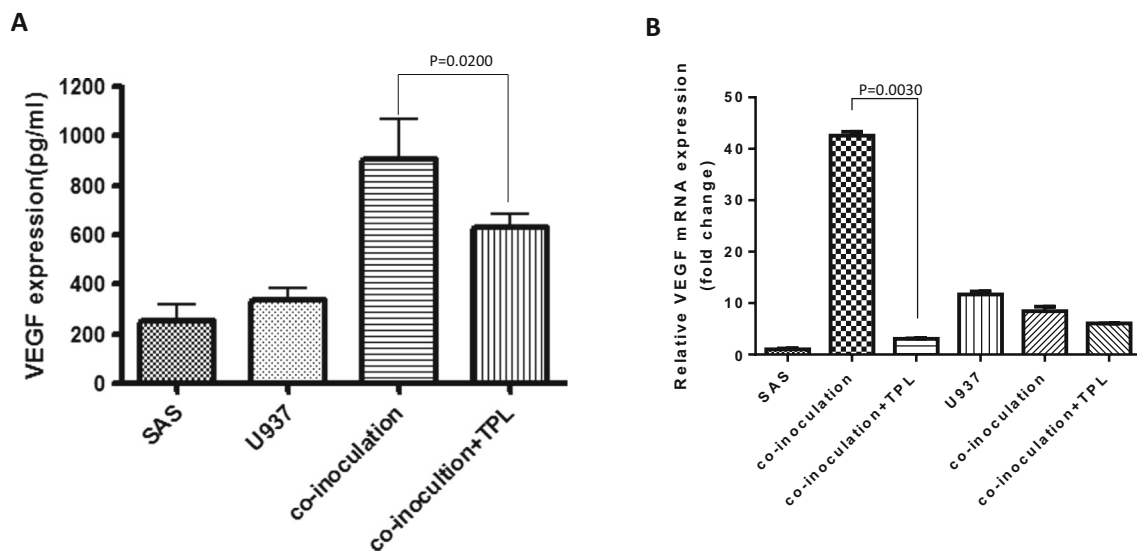 A
P=0.0200
VEGF expression(pg/ml)
1200
1000
800
600
400
200
0
SAS
U937
co-inoculation
co-inocultion+TPL
B
P=0.0030
Relative VEGF mRNA expression
(fold change)
50
40
30
20
10
0
SAS
co-inoculation
co-inoculation+TPL
U937
co-inoculation
co-inoculation+TPL